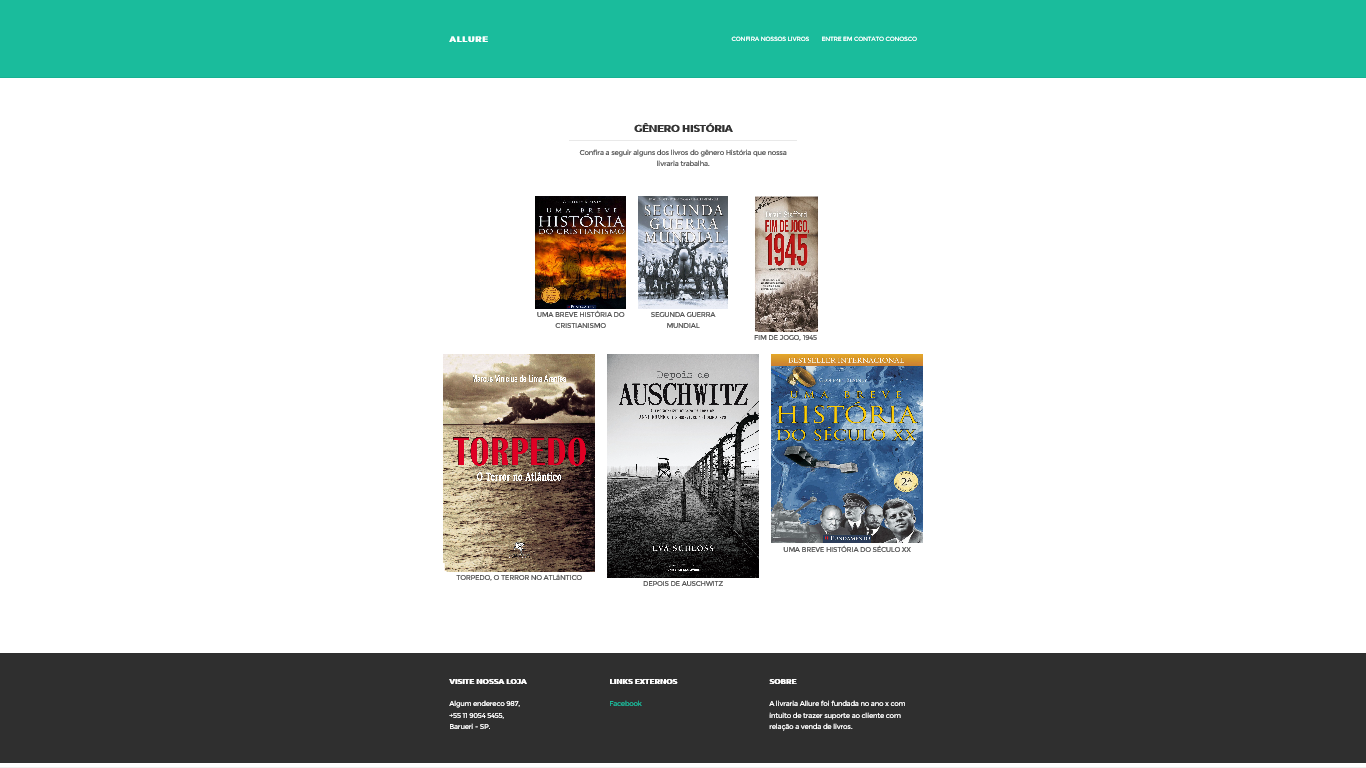 ALLURE
CONFIRA NOSSOS LIVROS ENTRE EM CONTATO CONOSCO
GÊNERO HISTÓRIA
Confira a seguir alguns dos livros do gênero História que nossa
livraria trabalha.
UMA BREVE
HISTÓRIA
DO CRISTIANISMO
FUNDAMENTO
UMA BREVE HISTÓRIA DO
CRISTIANISMO
SEGUNDA
GUERRA
MUNDIAL
SEGUNDA GUERRA
MUNDIAL
FIM DE JOGO,
1945
FIM DE JOGO, 1945
TORPEDO
O Terror no Atlântico
TORPEDO, O TERROR NO ATLâNTICO
Depois de
AUSCHWITZ
EVA SCHLOSS
DEPOIS DE AUSCHWITZ
BESTSELLER INTERNACIONAL
UMA BREVE
HISTÓRIA
DO SÉCULO XX
2ª
FUNDAMENTO
UMA BREVE HISTÓRIA DO SÉCULO XX
VISITE NOSSA LOJA
Algum endereco 987,
+55 11 9054 5455,
Barueri – SP.
LINKS EXTERNOS
Facebook
SOBRE
A livraria Allure foi fundada no ano x com
intuito de trazer suporte ao cliente com
relação a venda de livros.